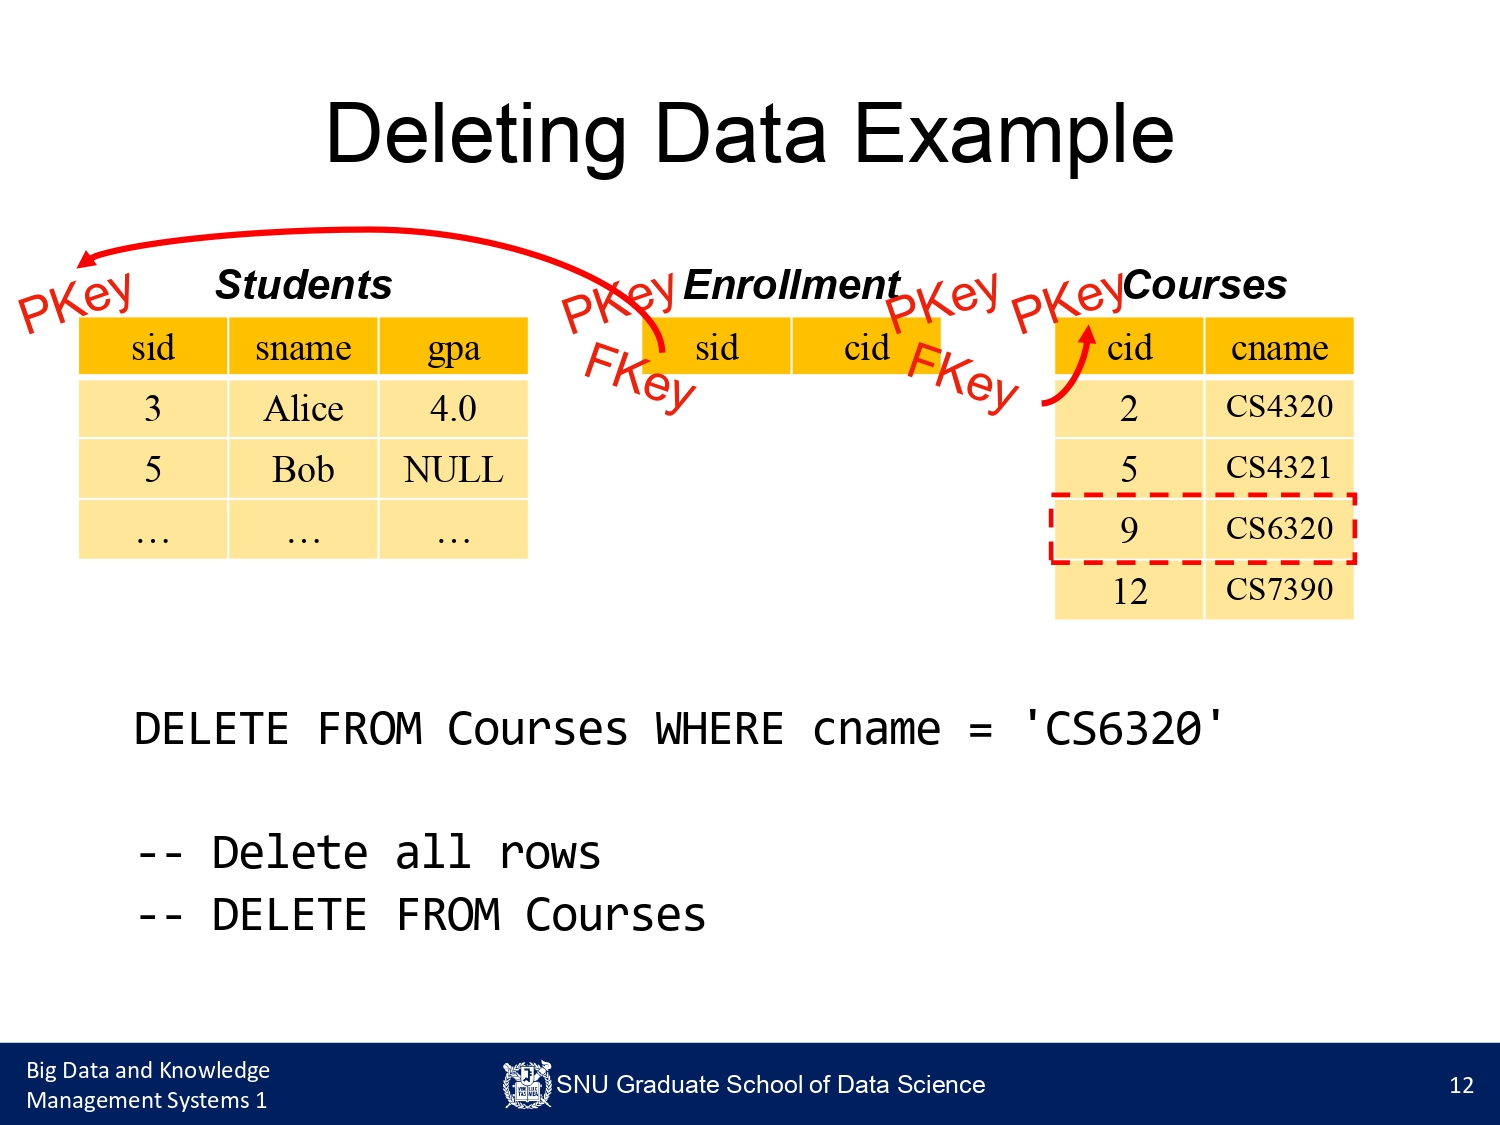 Deleting Data Example
Students
PKey
sid sname gpa
3 Alice 4.0
5 Bob NULL
… … …
Enrollment
PKey PKey
sid cid
FKey FKey
Courses
PKey
cid cname
2 CS4320
5 CS4321
9 CS6320
12 CS7390
DELETE FROM Courses WHERE cname = 'CS6320'
-- Delete all rows
-- DELETE FROM Courses
Big Data and Knowledge
Management Systems 1
SNU Graduate School of Data Science
12